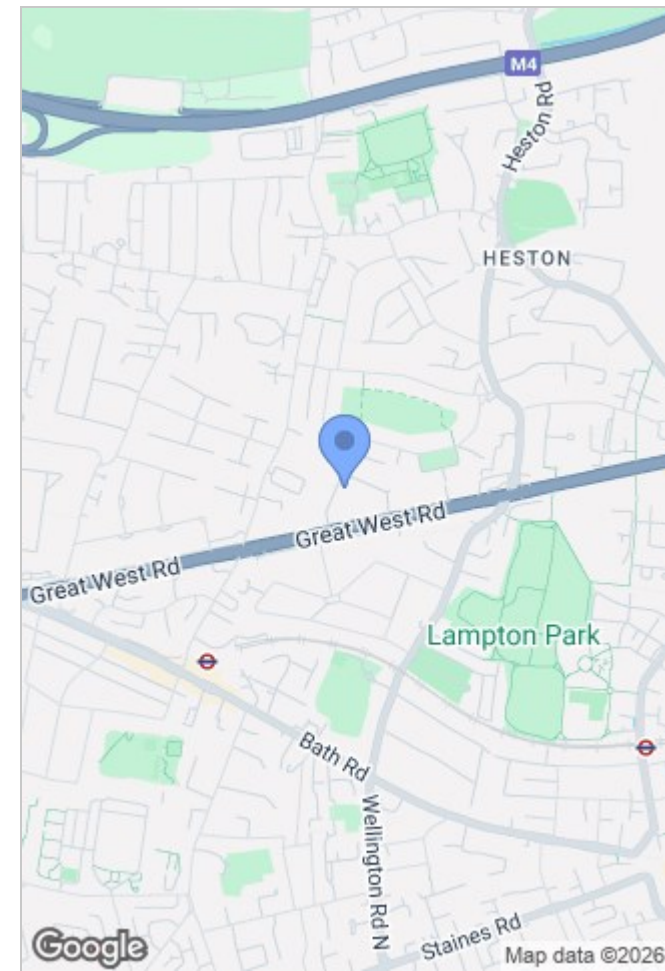 M4
Heston Rd
HESTON
Great West Rd
Great West Rd
Lampton Park
Bath Rd
Wellington Rd N
Staines Rd
Google
Map data ©2026